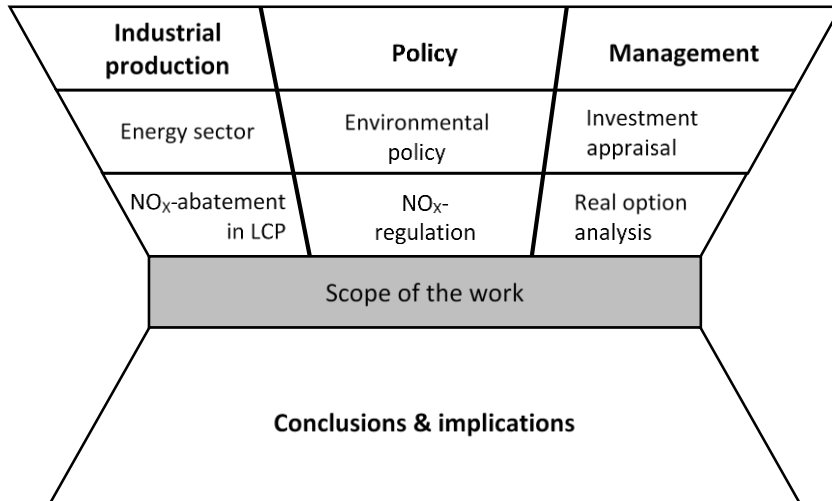 Industrial
production
Policy
Management
Energy sector
Environmental
policy
Investment
appraisal
NOₓ-abatement
in LCP
NOₓ-
regulation
Real option
analysis
Scope of the work
Conclusions & implications